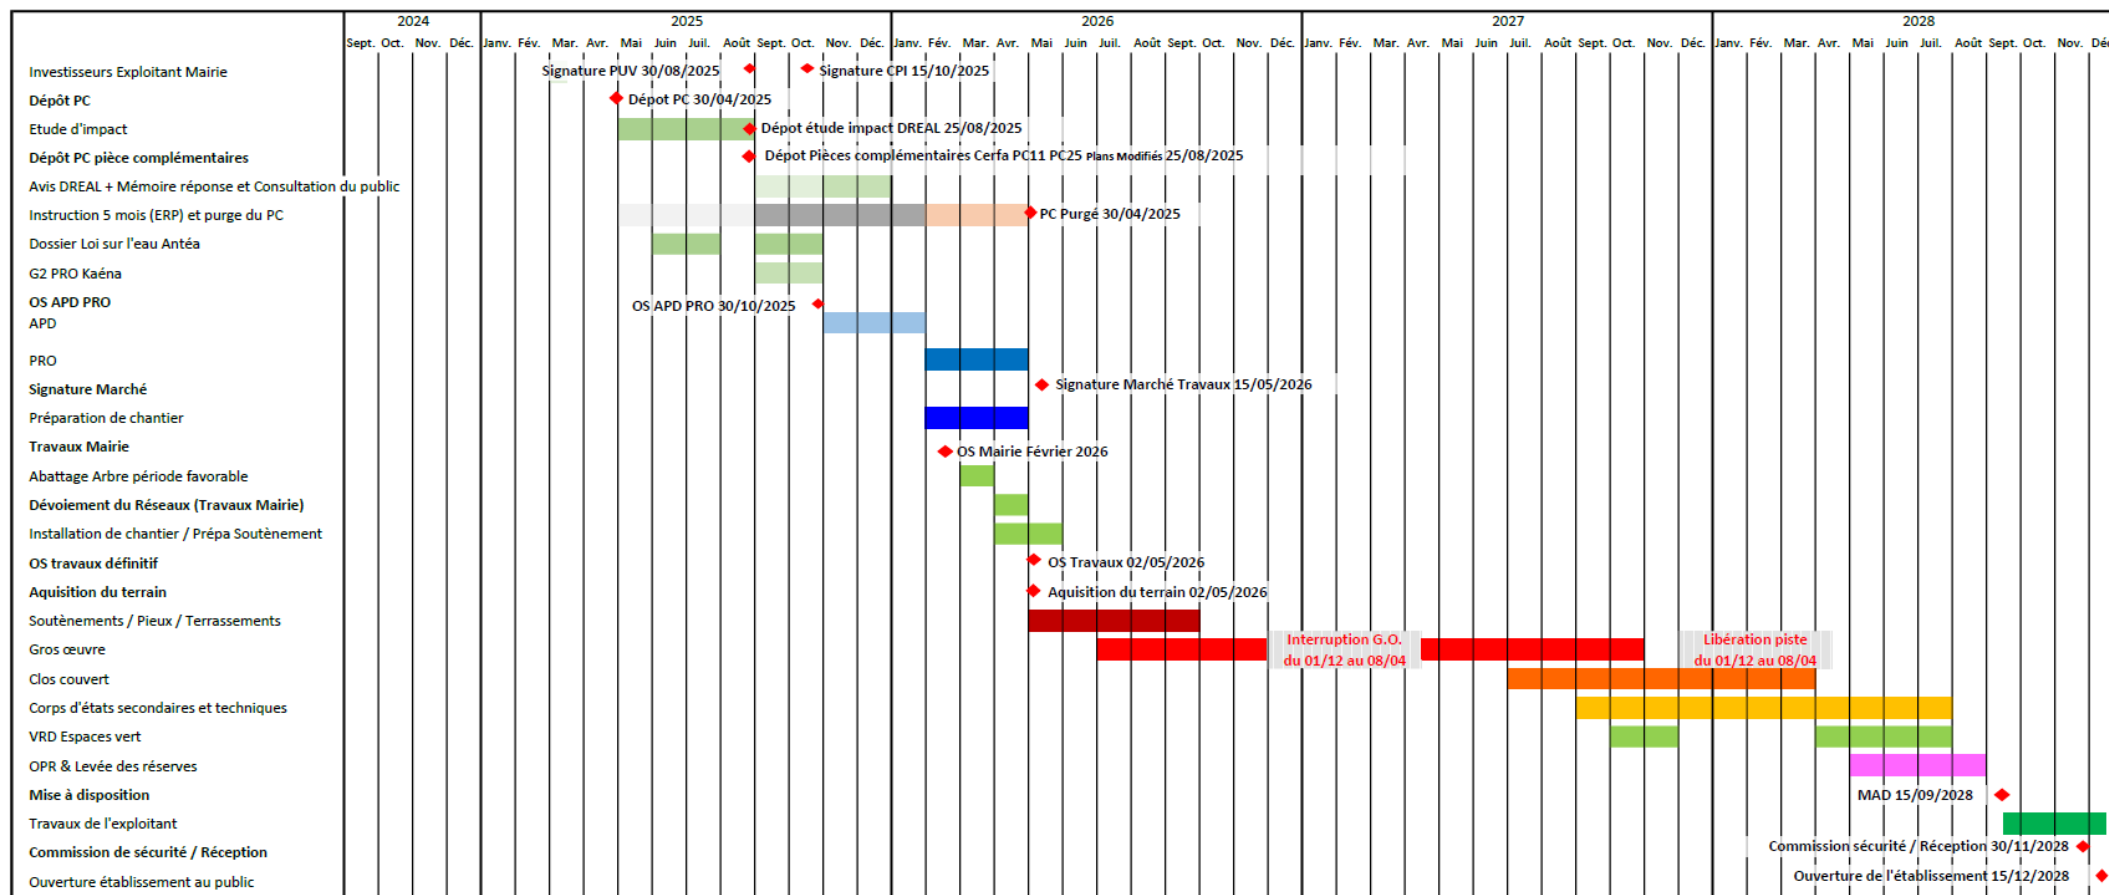 2024 2025 2026 2027 2028
Sept. Oct. Nov. Déc. Janv. Fév. Mar. Avr. Mai Juin Juil. Août Sept. Oct. Nov. Déc. Janv. Fév. Mar. Avr. Mai Juin Juil. Août Sept. Oct. Nov. Déc. Janv. Fév. Mar. Avr. Mai Juin Juil. Août Sept. Oct. Nov. Déc. Janv. Fév. Mar. Avr. Mai Juin Juil. Août Sept. Oct. Nov. Déc
Investisseurs Exploitant Mairie Signature PUV 30/08/2025 Signature CPI 15/10/2025
Dépôt PC Dépot PC 30/04/2025
Etude d'impact Dépot étude impact DREAL 25/08/2025
Dépôt PC pièce complémentaires Dépot Pièces complémentaires Cerfa PC11 PC25 Plans Modifiés 25/08/2025
Avis DREAL + Mémoire réponse et Consultation du public
Instruction 5 mois (ERP) et purge du PC PC Purgé 30/04/2025
Dossier Loi sur l'eau Antéa
G2 PRO Kaéna
OS APD PRO OS APD PRO 30/10/2025
APD
PRO
Signature Marché Signature Marché Travaux 15/05/2026
Préparation de chantier
Travaux Mairie OS Mairie Février 2026
Abattage Arbre période favorable
Dévoiement du Réseaux (Travaux Mairie)
Installation de chantier / Prépa Soutènement
OS travaux définitif OS Travaux 02/05/2026
Aquisition du terrain Aquisition du terrain 02/05/2026
Soutènements / Pieux / Terrassements
Gros œuvre Interruption G.O. Libération piste
du 01/12 au 08/04 du 01/12 au 08/04
Clos couvert
Corps d'états secondaires et techniques
VRD Espaces vert
OPR & Levée des réserves
Mise à disposition MAD 15/09/2028
Travaux de l'exploitant
Commission de sécurité / Réception Commission sécurité / Réception 30/11/2028
Ouverture établissement au public Ouverture de l'établissement 15/12/2028